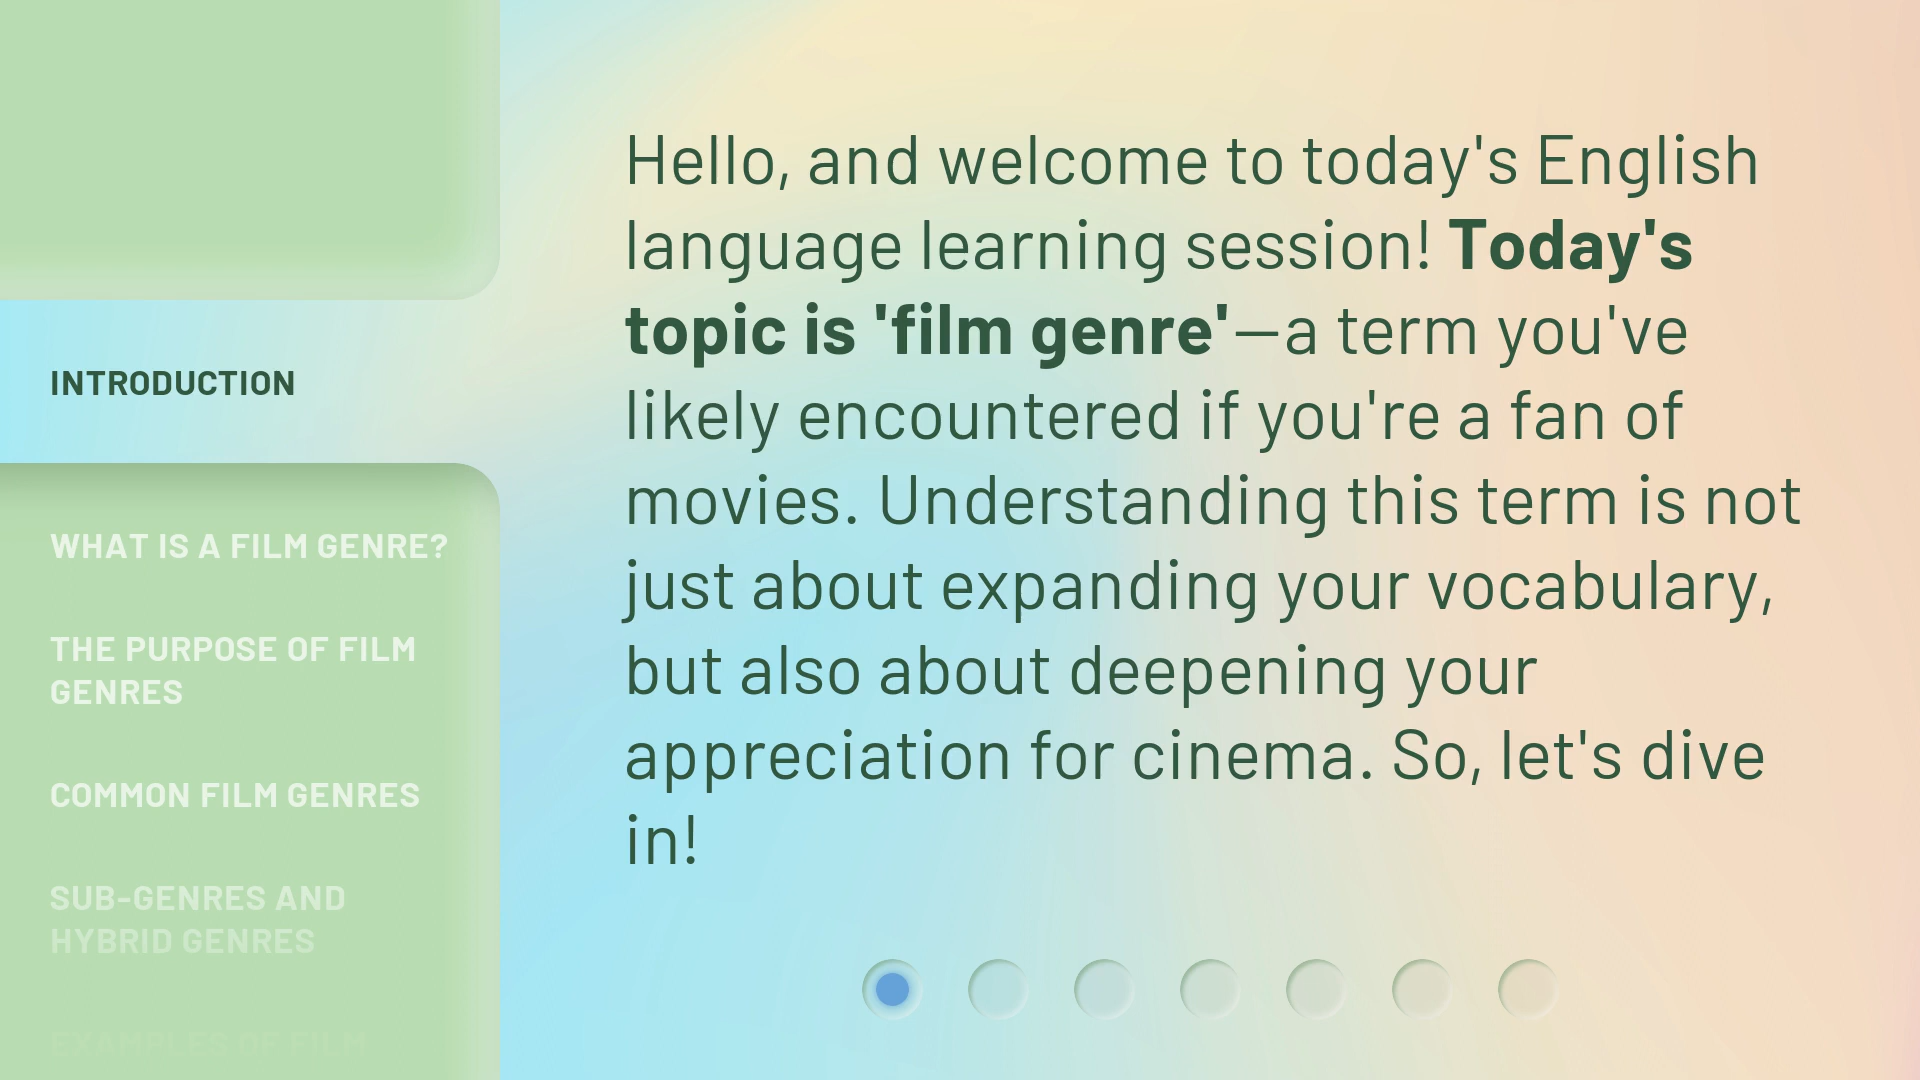 INTRODUCTION
WHAT IS A FILM GENRE?
THE PURPOSE OF FILM
GENRES
COMMON FILM GENRES
SUB-GENRES AND
HYBRID GENRES
EXAMPLES OF FILM
Hello, and welcome to today's English
language learning session! Today's
topic is 'film genre'—a term you've
likely encountered if you're a fan of
movies. Understanding this term is not
just about expanding your vocabulary,
but also about deepening your
appreciation for cinema. So, let's dive
in!